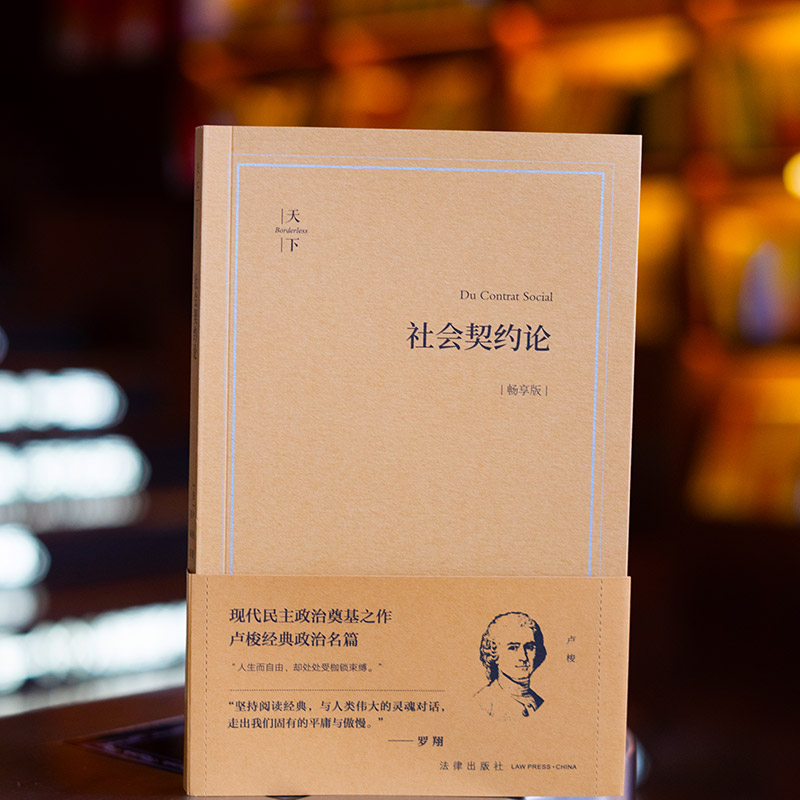 天
Borderless
下
Du Contrat Social
社会契约论
|畅享版|
现代民主政治奠基之作
卢梭经典政治名篇
“人生而自由，却处处受枷锁束缚。”
“坚持阅读经典，与人类伟大的灵魂对话，
走出我们固有的平庸与傲慢。”
——罗翔
卢梭
法律出版社 LAW PRESS·CHINA